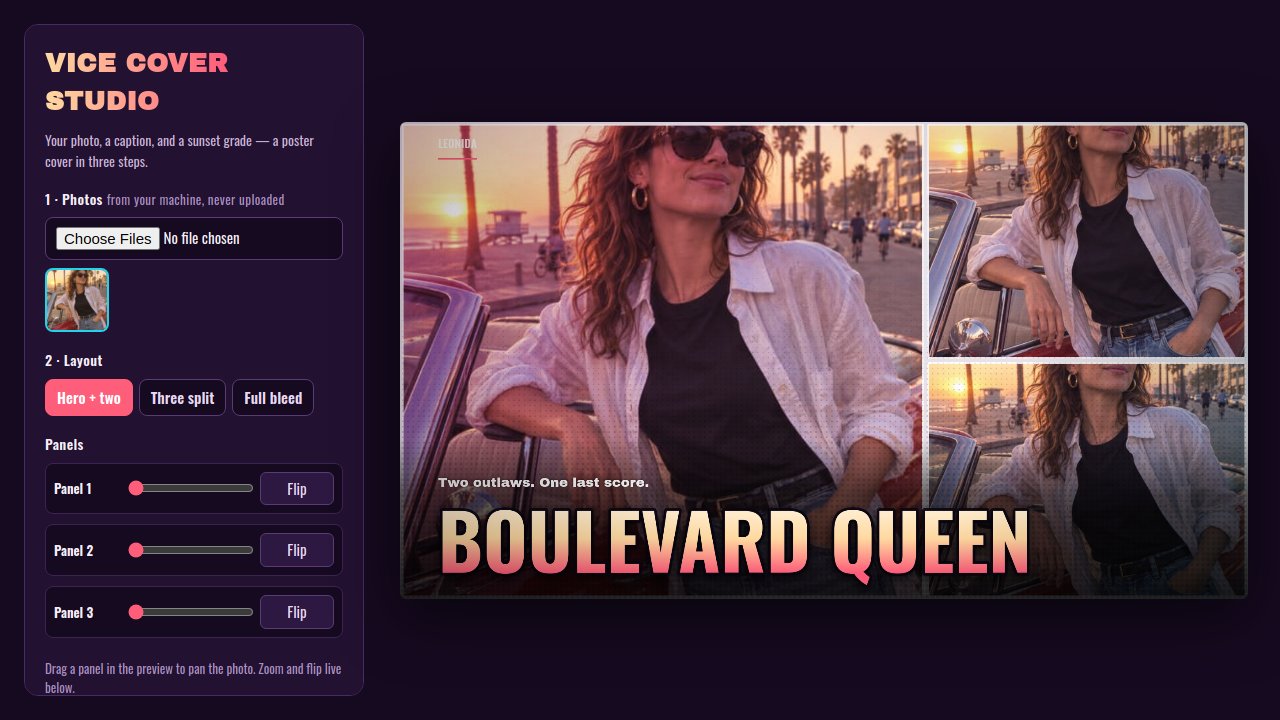 VICE COVER
STUDIO
Your photo, a caption, and a sunset grade — a poster
cover in three steps.
1 · Photos from your machine, never uploaded
Choose Files No file chosen
2 · Layout
Hero + two Three split Full bleed
Panels
Panel 1 Flip
Panel 2 Flip
Panel 3 Flip
Drag a panel in the preview to pan the photo. Zoom and flip live
below.
LEONIDA
Two outlaws. One last score.
BOULEVARD QUEEN